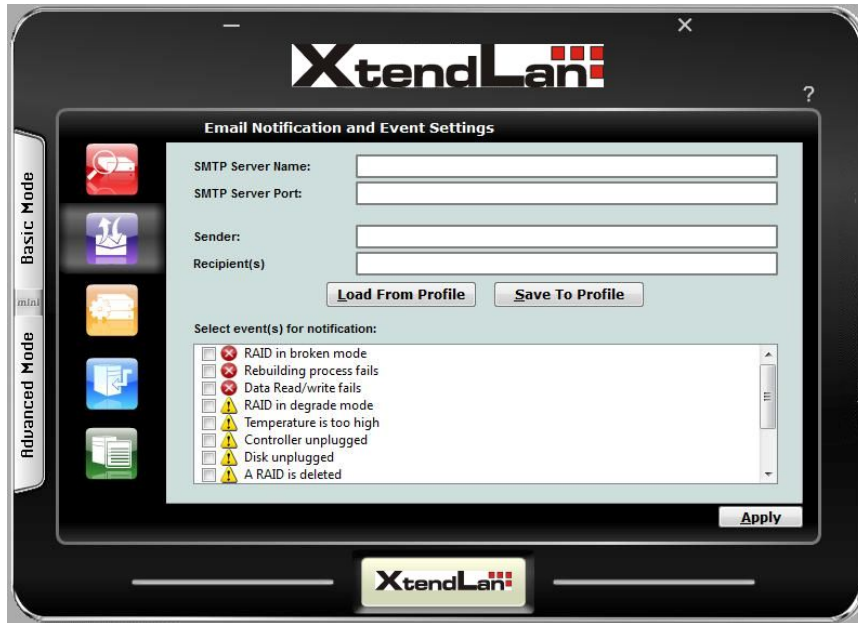 XtendLan
?
Email Notification and Event Settings
Basic Mode
mini
Advanced Mode
SMTP Server Name:
SMTP Server Port:
Sender:
Recipient(s)
Load From Profile Save To Profile
Select event(s) for notification:
RAID in broken mode
Rebuilding process fails
Data Read/write fails
RAID in degrade mode
Temperature is too high
Controller unplugged
Disk unplugged
A RAID is deleted
Apply
XtendLan